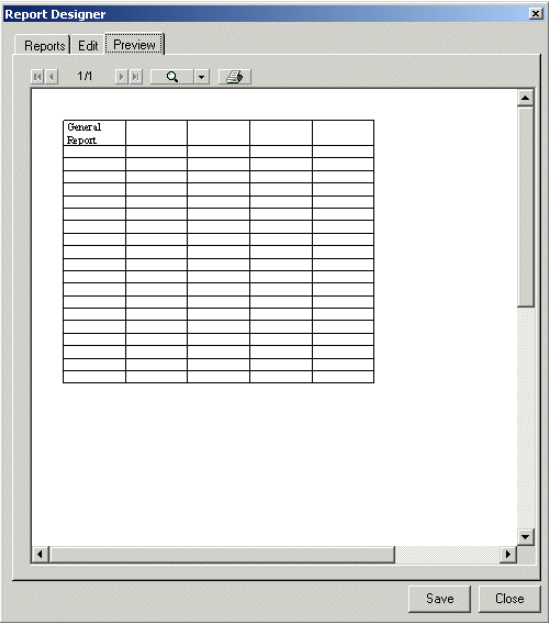 Report Designer
Reports Edit Preview
1/1
General
Report
Save Close